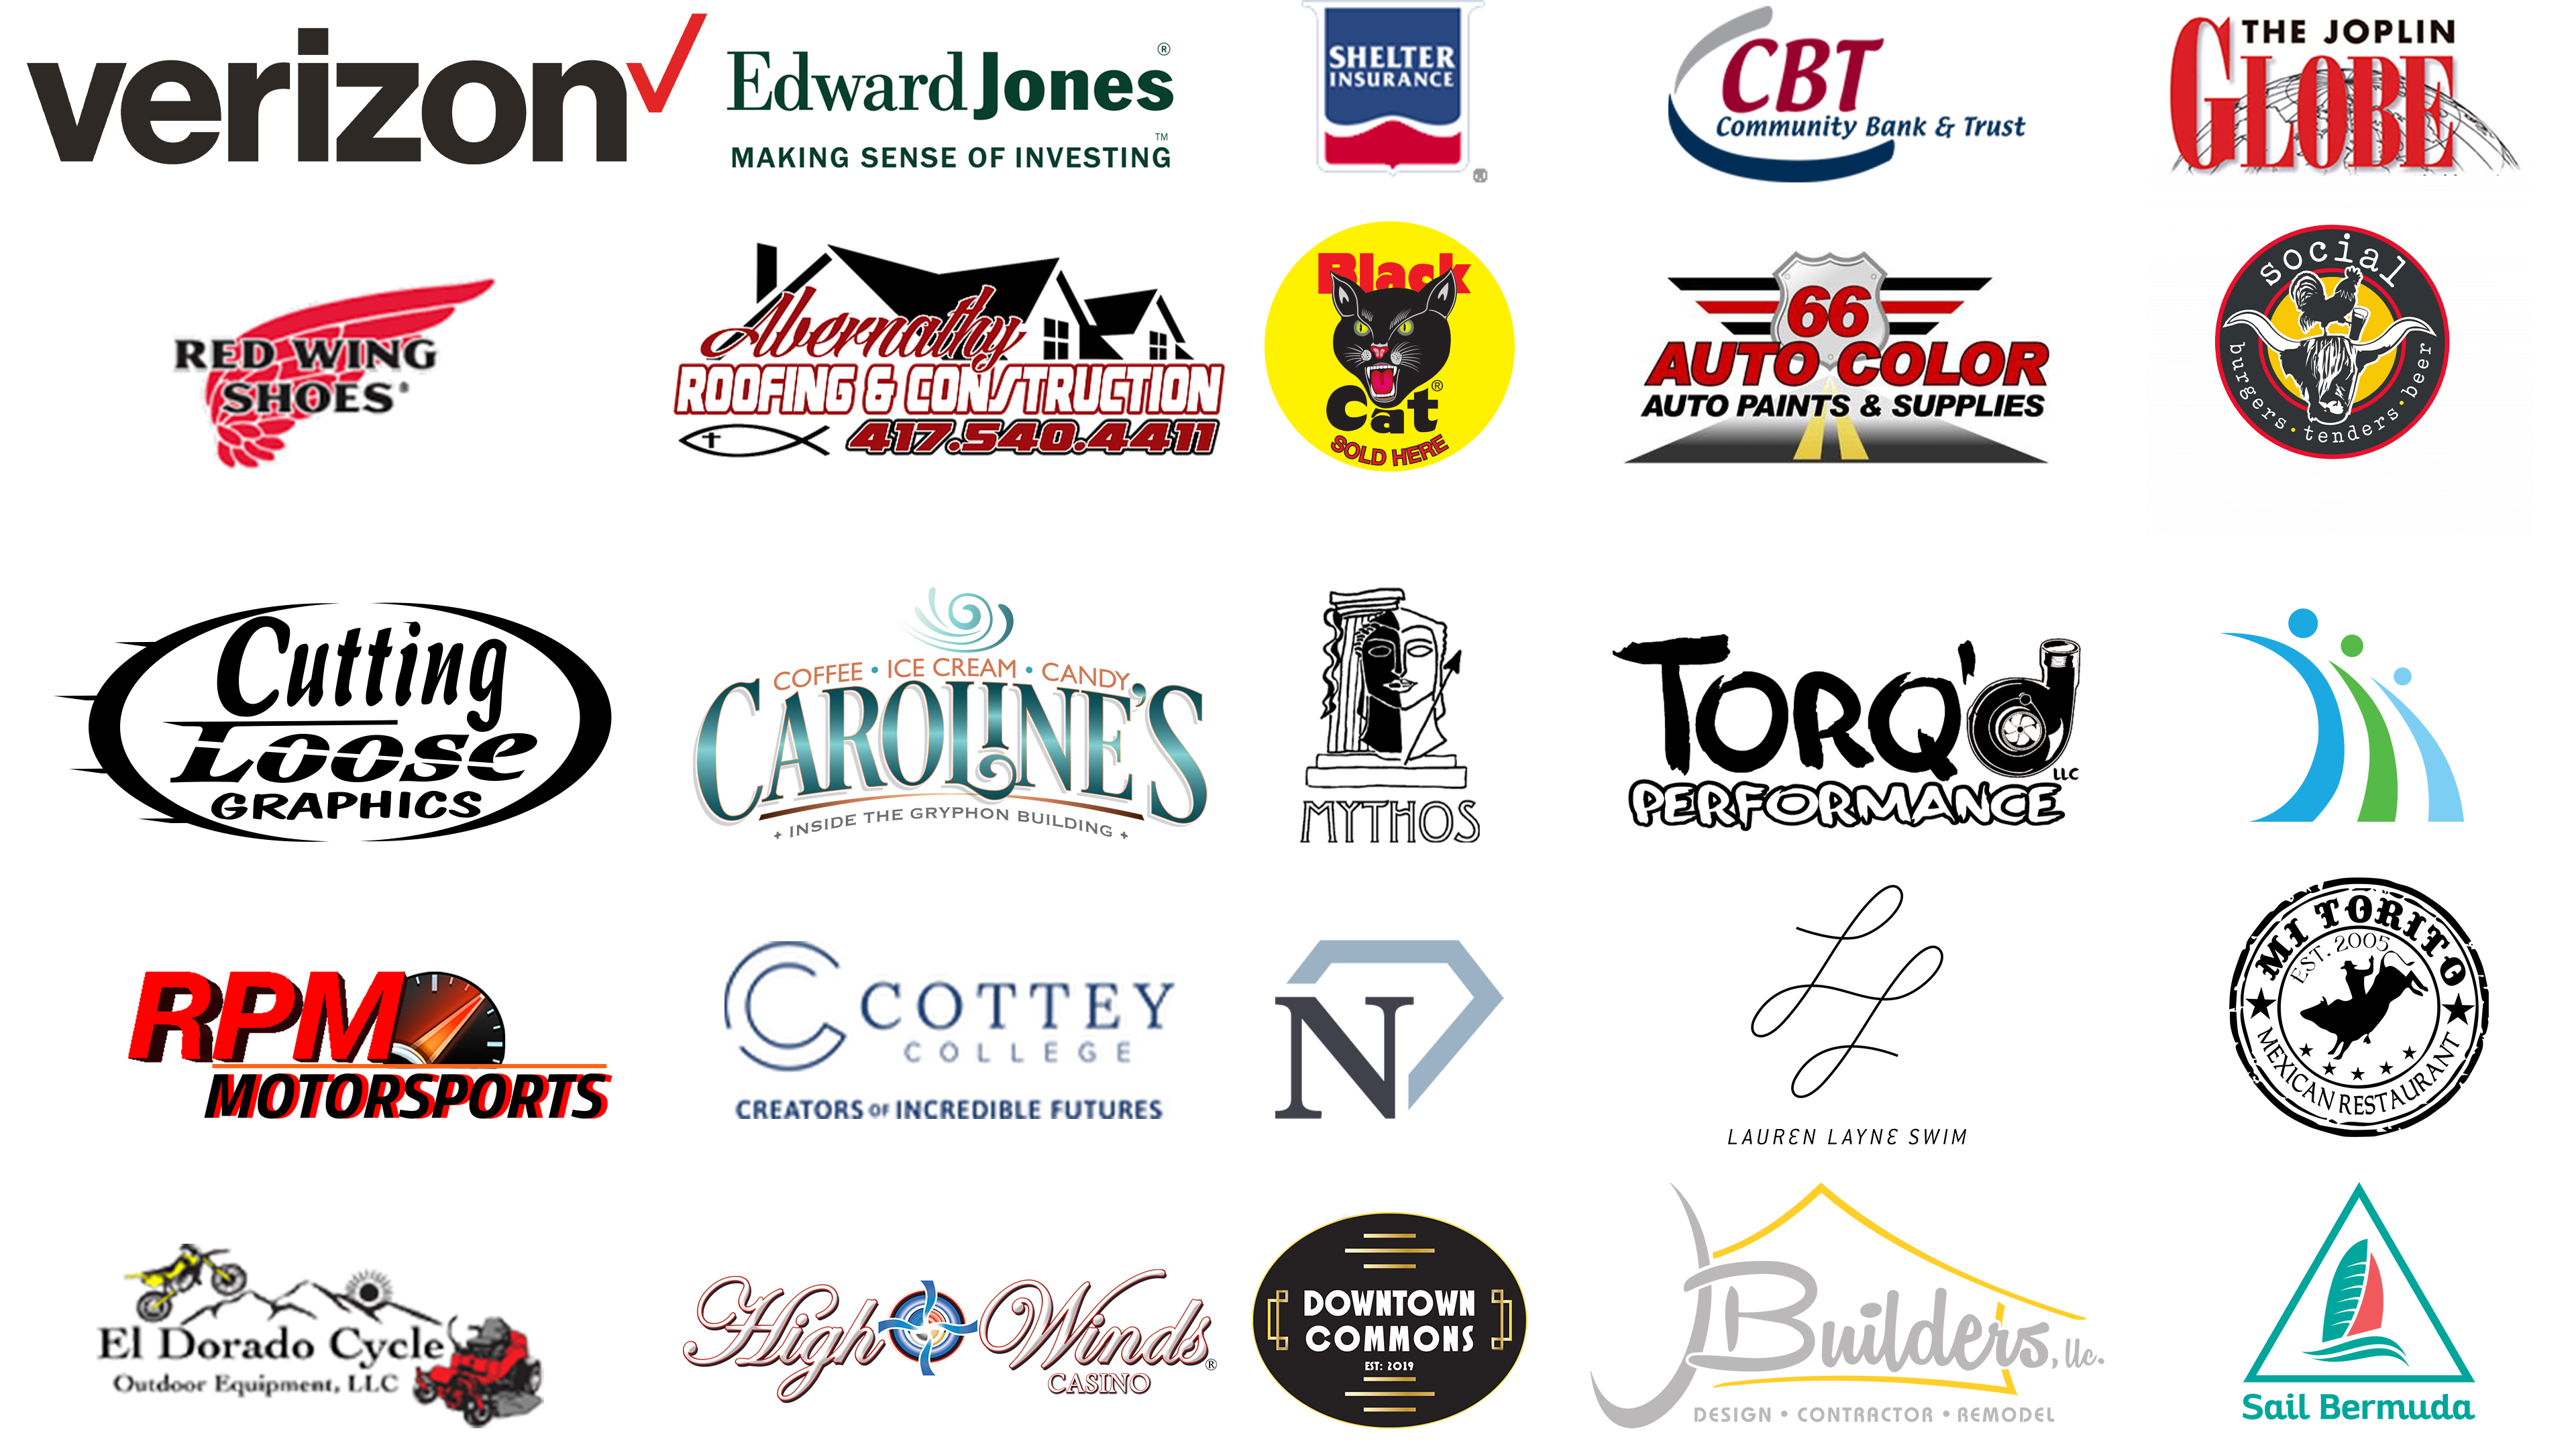 verizon
Edward Jones®
MAKING SENSE OF INVESTING™
SHELTER
INSURANCE
®
CBT
Community Bank & Trust
THE JOPLIN
GLOBE
RED WING
SHOES®
Abernathy
ROOFING & CONSTRUCTION
417.540.4411
Black
Cat®
SOLD HERE
66
AUTO COLOR
AUTO PAINTS & SUPPLIES
social
burgers · tenders · beer
Cutting
Loose
GRAPHICS
COFFEE • ICE CREAM • CANDY
CAROLINE'S
+ INSIDE THE GRYPHON BUILDING +
MYTHOS
TORQ'd
LLC
PERFORMANCE
RPM
MOTORSPORTS
COTTEY
COLLEGE
CREATORS OF INCREDIBLE FUTURES
N
LL
LAUREN LAYNE SWIM
MI TORITO
EST. 2005
MEXICAN RESTAURANT
El Dorado Cycle
Outdoor Equipment, LLC
High Winds®
CASINO
DOWNTOWN
COMMONS
EST: 2019
JBuilders, llc.
DESIGN • CONTRACTOR • REMODEL
Sail Bermuda